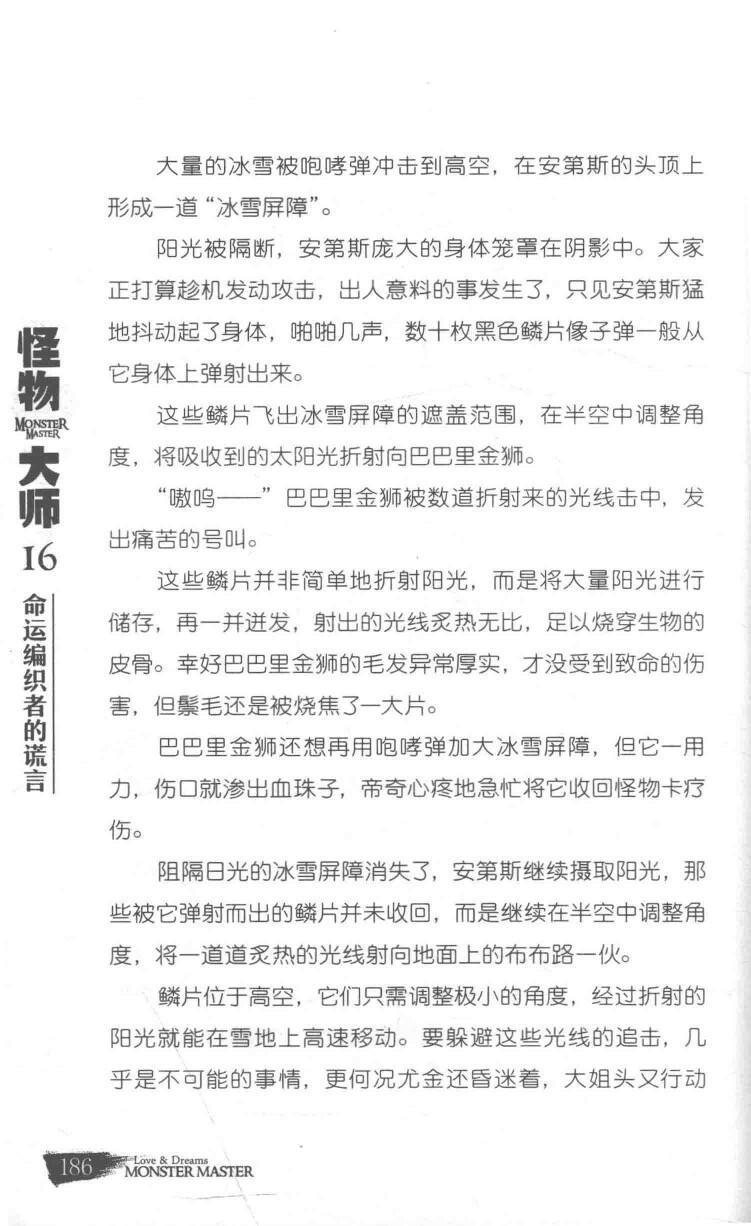 大量的冰雪被咆哮弹冲击到高空，在安第斯的头顶上
形成一道“冰雪屏障”。
阳光被隔断，安第斯庞大的身体笼罩在阴影中。大家
正打算趁机发动攻击，出人意料的事发生了，只见安第斯猛
地抖动起了身体，啪啪几声，数十枚黑色鳞片像子弹一般从
它身体上弹射出来。
这些鳞片飞出冰雪屏障的遮盖范围，在半空中调整角
度，将吸收到的太阳光折射向巴巴里金狮。
“嗷呜——”巴巴里金狮被数道折射来的光线击中，发
出痛苦的号叫。
这些鳞片并非简单地折射阳光，而是将大量阳光进行
储存，再一并迸发，射出的光线炙热无比，足以烧穿生物的
皮骨。幸好巴巴里金狮的毛发异常厚实，才没受到致命的伤
害，但鬃毛还是被烧焦了一大片。
巴巴里金狮还想再用咆哮弹加大冰雪屏障，但它一用
力，伤口就渗出血珠子，帝奇心疼地急忙将它收回怪物卡疗
伤。
阻隔日光的冰雪屏障消失了，安第斯继续摄取阳光，那
些被它弹射而出的鳞片并未收回，而是继续在半空中调整角
度，将一道道炙热的光线射向地面上的布布路一伙。
鳞片位于高空，它们只需调整极小的角度，经过折射的
阳光就能在雪地上高速移动。要躲避这些光线的追击，几
乎是不可能的事情，更何况尤金还昏迷着，大姐头又行动
怪物
MONSTER
MASTER
大师
16
命运编织者的谎言
186
Love & Dreams
MONSTER MASTER